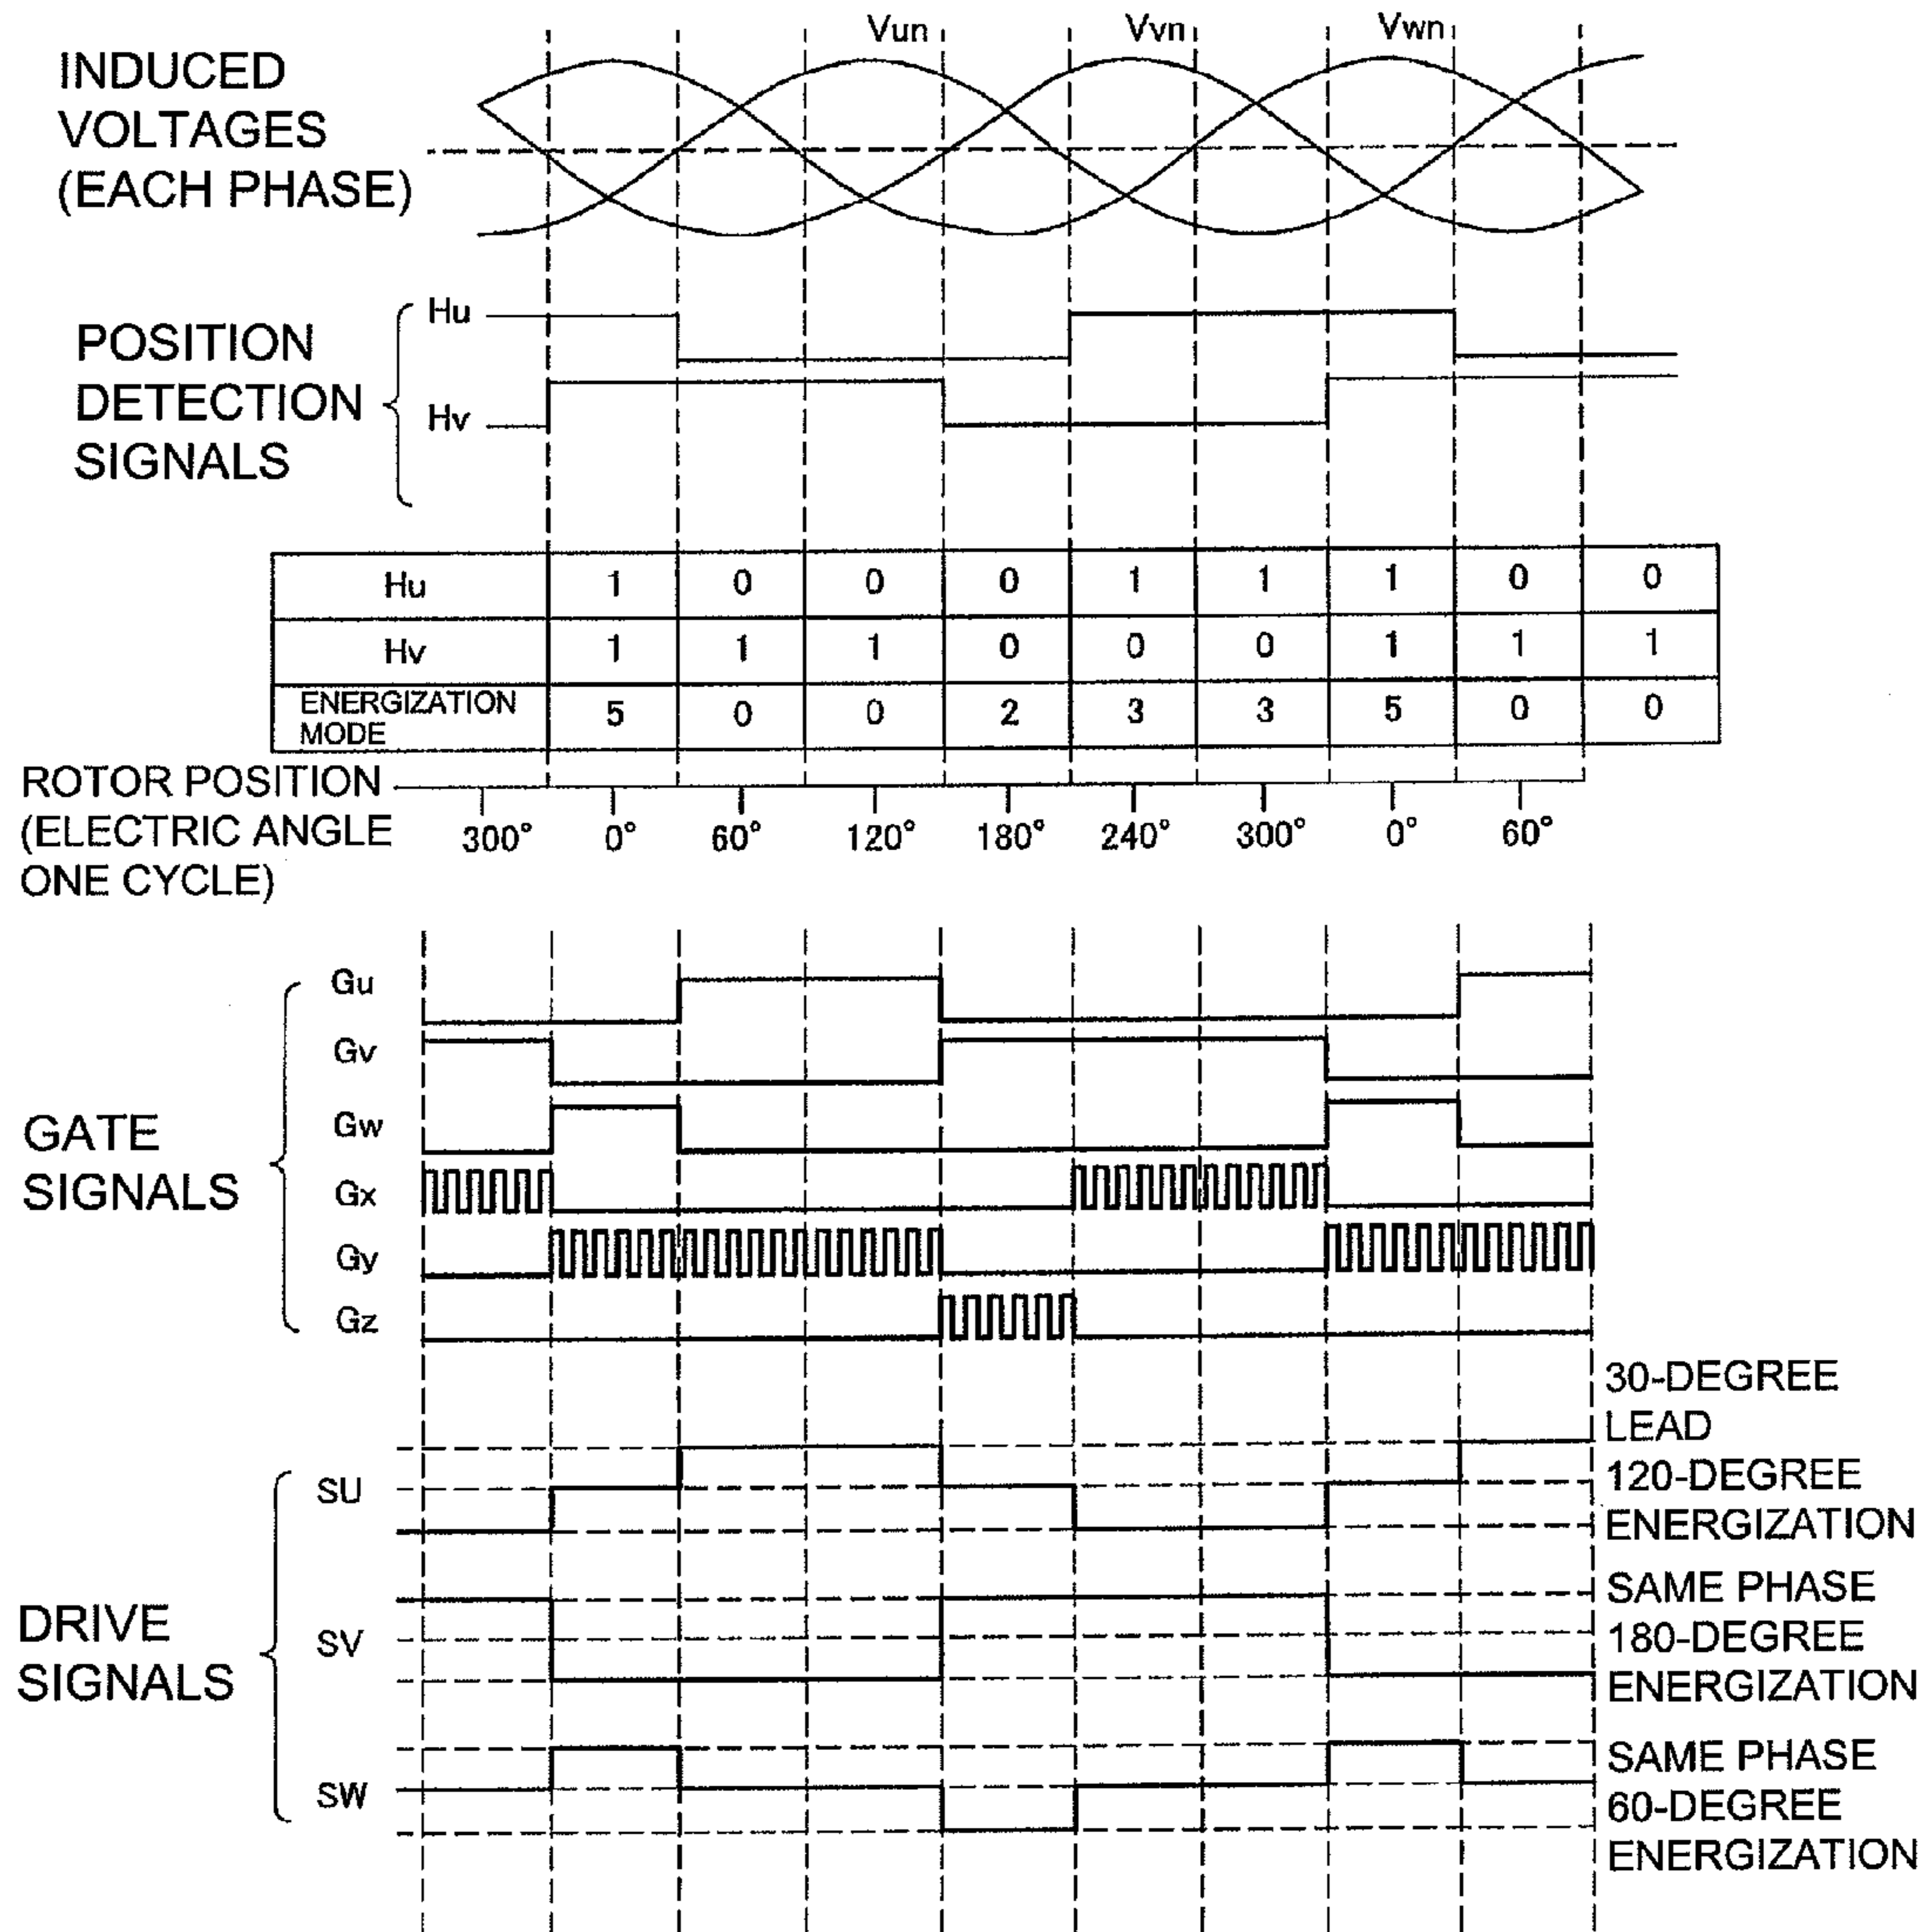 Vun Vvn Vwn
INDUCED
VOLTAGES
(EACH PHASE)
POSITION
DETECTION
SIGNALS
Hu
Hv
Hu 1 0 0 0 1 1 1 0 0
Hv 1 1 1 0 0 0 1 1 1
ENERGIZATION
MODE 5 0 0 2 3 3 5 0 0
ROTOR POSITION
(ELECTRIC ANGLE
ONE CYCLE)
300° 0° 60° 120° 180° 240° 300° 0° 60°
GATE
SIGNALS
Gu
Gv
Gw
Gx
Gy
Gz
DRIVE
SIGNALS
SU
30-DEGREE
LEAD
120-DEGREE
ENERGIZATION
SV
SAME PHASE
180-DEGREE
ENERGIZATION
SW
SAME PHASE
60-DEGREE
ENERGIZATION